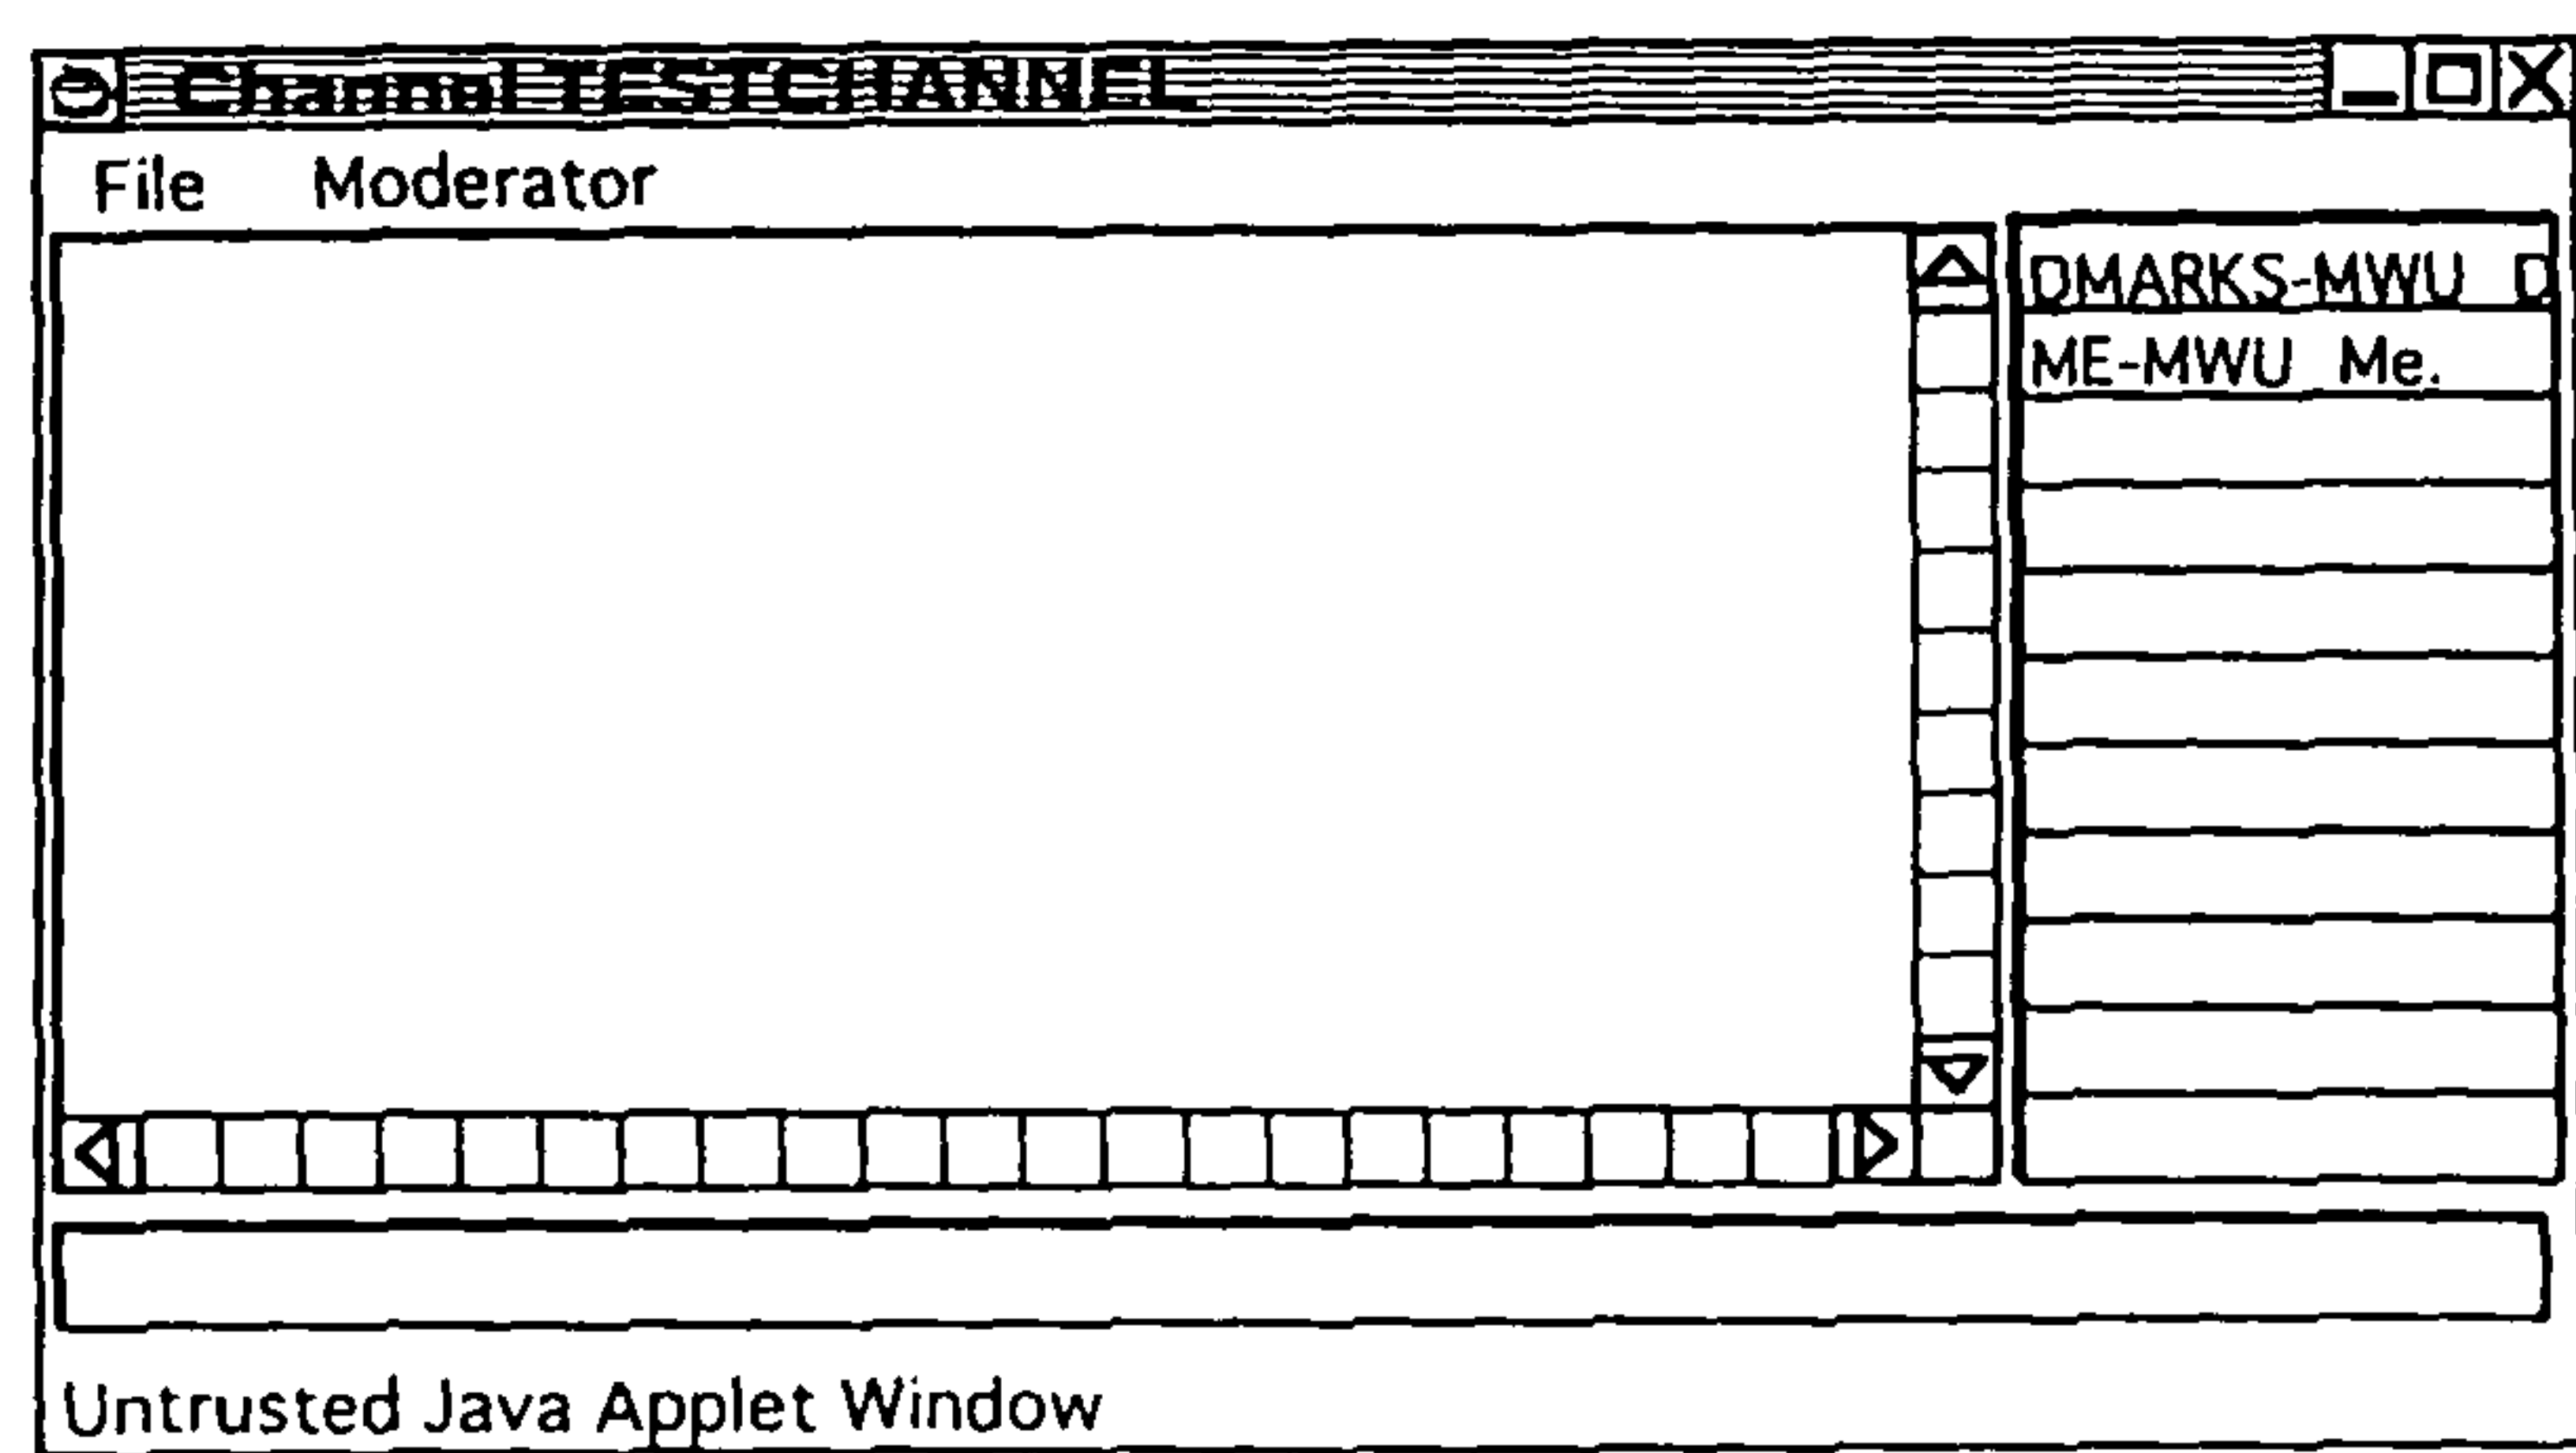 Channel TESTCHANNEL
File Moderator
DMARKS-MWU D
ME-MWU Me.
Untrusted Java Applet Window